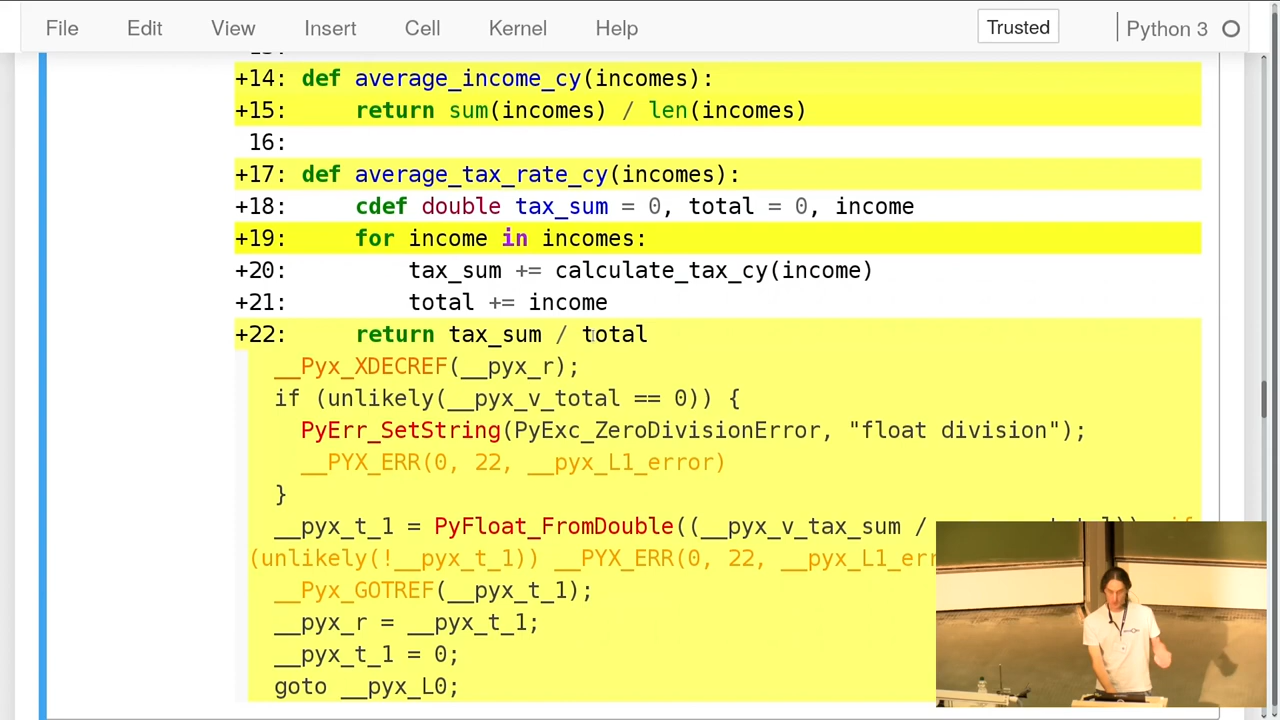 File Edit View Insert Cell Kernel Help Trusted Python 3
+14: def average_income_cy(incomes):
+15:     return sum(incomes) / len(incomes)
16:
+17: def average_tax_rate_cy(incomes):
+18:     cdef double tax_sum = 0, total = 0, income
+19:     for income in incomes:
+20:         tax_sum += calculate_tax_cy(income)
+21:         total += income
+22:     return tax_sum / total
__Pyx_XDECREF(__pyx_r);
if (unlikely(__pyx_v_total == 0)) {
PyErr_SetString(PyExc_ZeroDivisionError, "float division");
__PYX_ERR(0, 22, __pyx_L1_error)
}
__pyx_t_1 = PyFloat_FromDouble((__pyx_v_tax_sum /
(unlikely(!__pyx_t_1)) __PYX_ERR(0, 22, __pyx_L1_err
__Pyx_GOTREF(__pyx_t_1);
__pyx_r = __pyx_t_1;
__pyx_t_1 = 0;
goto __pyx_L0;